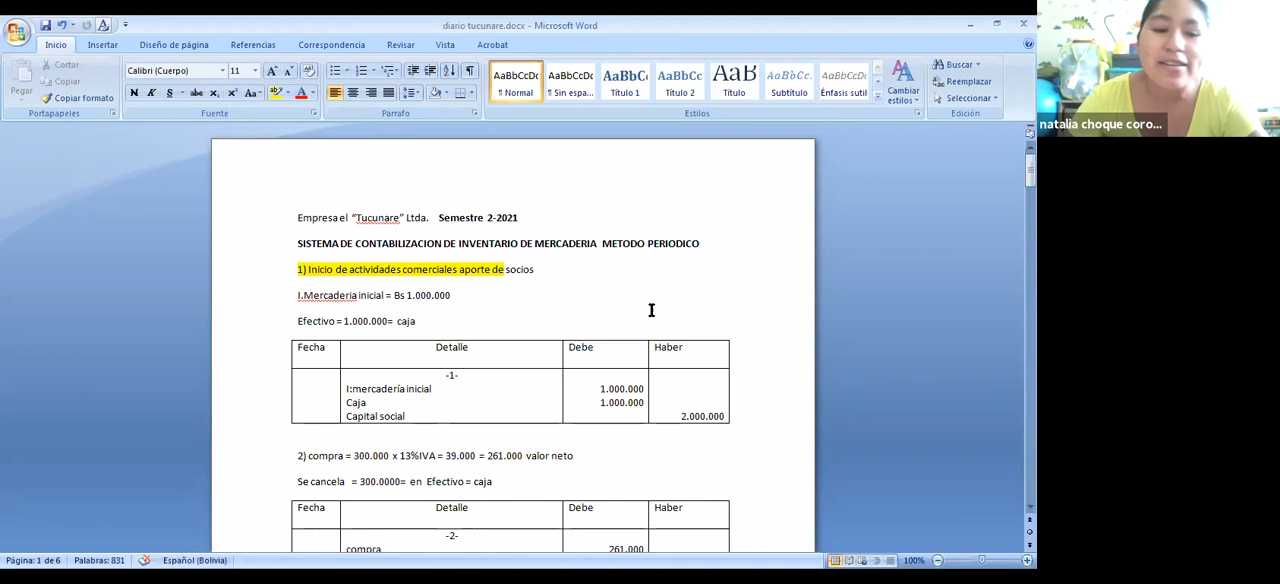 diario tucunare.docx - Microsoft Word
Inicio Insertar Diseño de página Referencias Correspondencia Revisar Vista Acrobat
Cortar
Copiar
Pegar
Copiar formato
Portapapeles
Calibri (Cuerpo) 11
N K S abc x₂ x² Aa
Fuente
Párrafo
AaBbCcDc AaBbCcDc AaBbC AaBbCc AaB AaBbCc. AaBbCcDc
¶ Normal ¶ Sin espa... Título 1 Título 2 Título Subtítulo Énfasis sutil
Cambiar estilos
Estilos
Buscar
Reemplazar
Seleccionar
Edición
natalia choque coro...
Empresa el “Tucunare” Ltda. Semestre 2-2021
SISTEMA DE CONTABILIZACION DE INVENTARIO DE MERCADERIA METODO PERIODICO
1) Inicio de actividades comerciales aporte de socios
I.Mercaderia inicial = Bs 1.000.000
Efectivo = 1.000.000= caja
Fecha Detalle Debe Haber
-1-
I:mercadería inicial 1.000.000
Caja 1.000.000
Capital social 2.000.000
2) compra = 300.000 x 13%IVA = 39.000 = 261.000 valor neto
Se cancela = 300.0000= en Efectivo = caja
Fecha Detalle Debe Haber
-2-
compra 261.000
Página: 1 de 6 Palabras: 831 Español (Bolivia) 100%